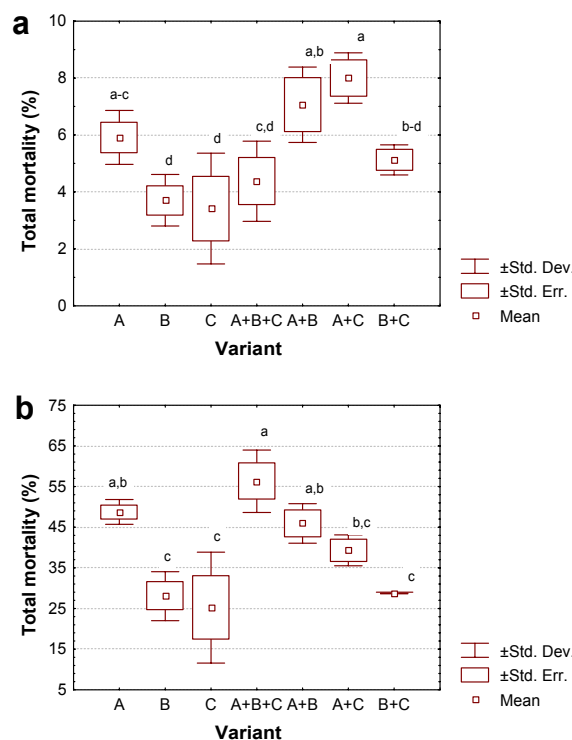 a
Total mortality (%)
10
8
6
4
2
0
a-c
d
d
c,d
a,b
a
b-d
A B C A+B+C A+B A+C B+C
Variant
±Std. Dev.
±Std. Err.
Mean
b
Total mortality (%)
75
65
55
45
35
25
15
5
a,b
c
c
a
a,b
b,c
c
A B C A+B+C A+B A+C B+C
Variant
±Std. Dev.
±Std. Err.
Mean